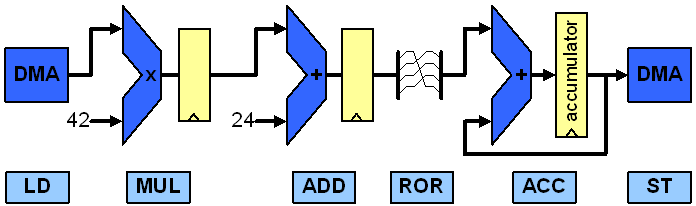 DMA
x
42
+
24
+
accumulator
DMA
LD
MUL
ADD
ROR
ACC
ST